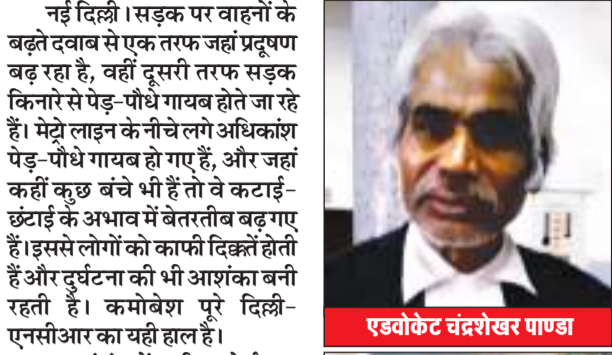 नई दिल्ली। सड़क पर वाहनों के
बढ़ते दवाब से एक तरफ जहां प्रदूषण
बढ़ रहा है, वहीं दूसरी तरफ सड़क
किनारे से पेड़-पौधे गायब होते जा रहे
हैं। मेट्रो लाइन के नीचे लगे अधिकांश
पेड़-पौधे गायब हो गए हैं, और जहां
कहीं कुछ बंचे भी हैं तो वे कटाई-
छंटाई के अभाव में बेतरतीब बढ़ गए
हैं। इससे लोगों को काफी दिक्कतें होती
हैं और दुर्घटना की भी आशंका बनी
रहती है। कमोबेश पूरे दिल्ली-
एनसीआर का यही हाल है।
एडवोकेट चंद्रशेखर पाण्डा